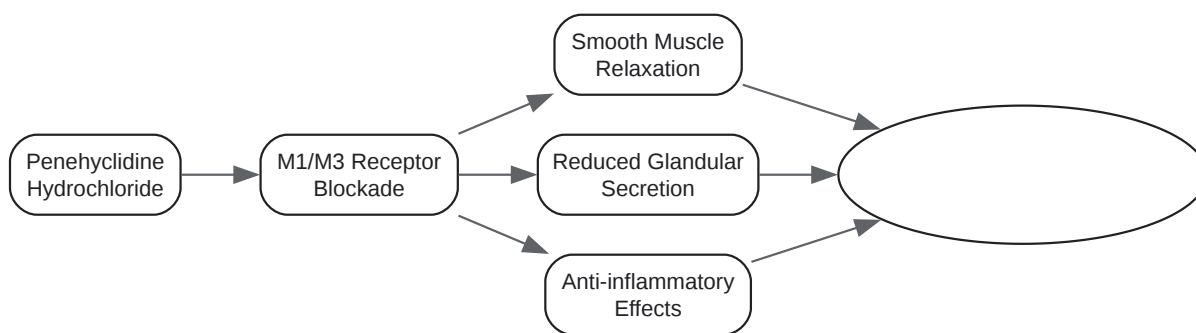 Penehyclidine
Hydrochloride
M1/M3 Receptor
Blockade
Smooth Muscle
Relaxation
Reduced Glandular
Secretion
Anti-inflammatory
Effects